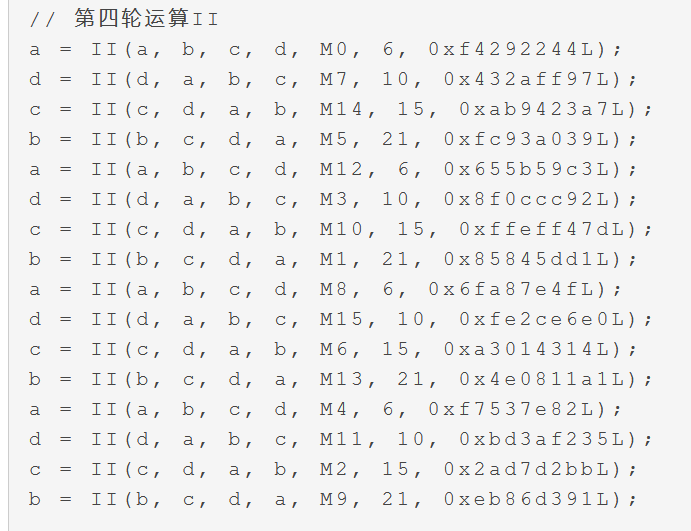 // 第四轮运算II
a = II(a, b, c, d, M0, 6, 0xf4292244L);
d = II(d, a, b, c, M7, 10, 0x432aff97L);
c = II(c, d, a, b, M14, 15, 0xab9423a7L);
b = II(b, c, d, a, M5, 21, 0xfc93a039L);
a = II(a, b, c, d, M12, 6, 0x655b59c3L);
d = II(d, a, b, c, M3, 10, 0x8f0ccc92L);
c = II(c, d, a, b, M10, 15, 0xffeff47dL);
b = II(b, c, d, a, M1, 21, 0x85845dd1L);
a = II(a, b, c, d, M8, 6, 0x6fa87e4fL);
d = II(d, a, b, c, M15, 10, 0xfe2ce6e0L);
c = II(c, d, a, b, M6, 15, 0xa3014314L);
b = II(b, c, d, a, M13, 21, 0x4e0811a1L);
a = II(a, b, c, d, M4, 6, 0xf7537e82L);
d = II(d, a, b, c, M11, 10, 0xbd3af235L);
c = II(c, d, a, b, M2, 15, 0x2ad7d2bbL);
b = II(b, c, d, a, M9, 21, 0xeb86d391L);